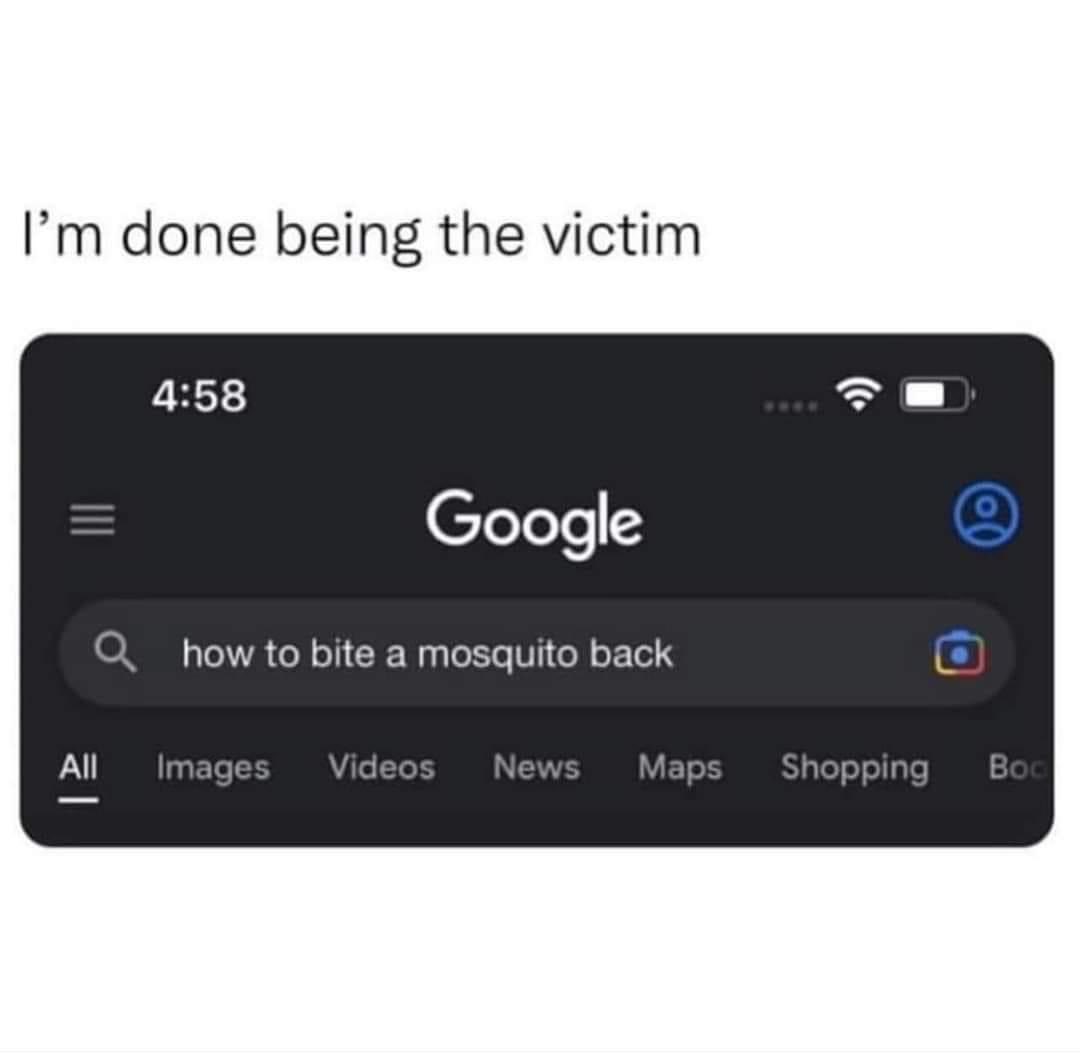 I’m done being the victim
4:58
Google
how to bite a mosquito back
All Images Videos News Maps Shopping Boo